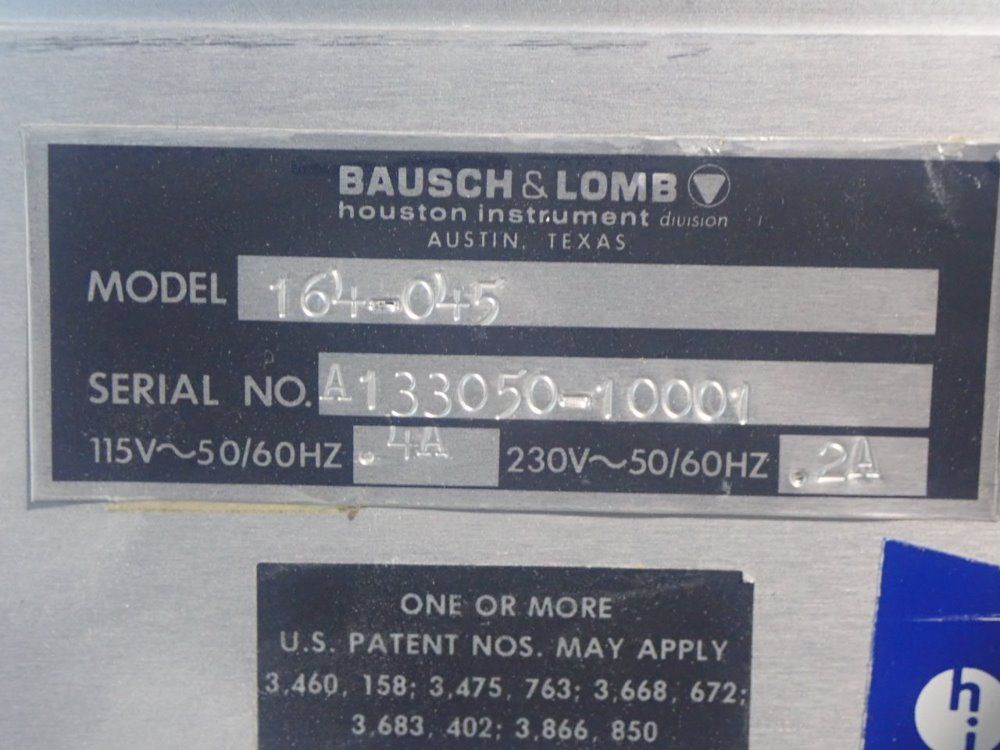 BAUSCH & LOMB
houston instrument division
AUSTIN, TEXAS
MODEL 164-045
SERIAL NO. A133050-10001
115V~50/60HZ .4A 230V~50/60HZ .2A
ONE OR MORE
U.S. PATENT NOS. MAY APPLY
3,460, 158; 3,475, 763; 3,668, 672;
3,683, 402; 3,866, 850
h
i